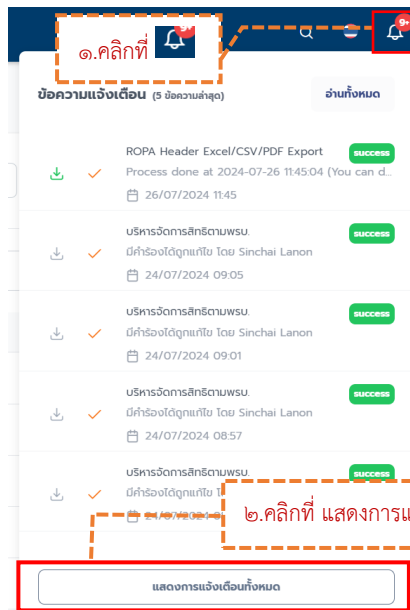 9+
๑.คลิกที่
9+
ข้อความแจ้งเตือน (5 ข้อความล่าสุด)
อ่านทั้งหมด
ROPA Header Excel/CSV/PDF Export
success
Process done at 2024-07-26 11:45:04 (You can d...
26/07/2024 11:45
บริหารจัดการสิทธิตามพรบ.
success
มีคำร้องได้ถูกแก้ไข โดย Sinchai Lanon
24/07/2024 09:05
บริหารจัดการสิทธิตามพรบ.
success
มีคำร้องได้ถูกแก้ไข โดย Sinchai Lanon
24/07/2024 09:01
บริหารจัดการสิทธิตามพรบ.
success
มีคำร้องได้ถูกแก้ไข โดย Sinchai Lanon
24/07/2024 08:57
บริหารจัดการสิทธิตามพรบ.
success
มีคำร้องได้ถูกแก้ไข
24/07/2024
๒.คลิกที่ แสดงการแ
แสดงการแจ้งเตือนทั้งหมด